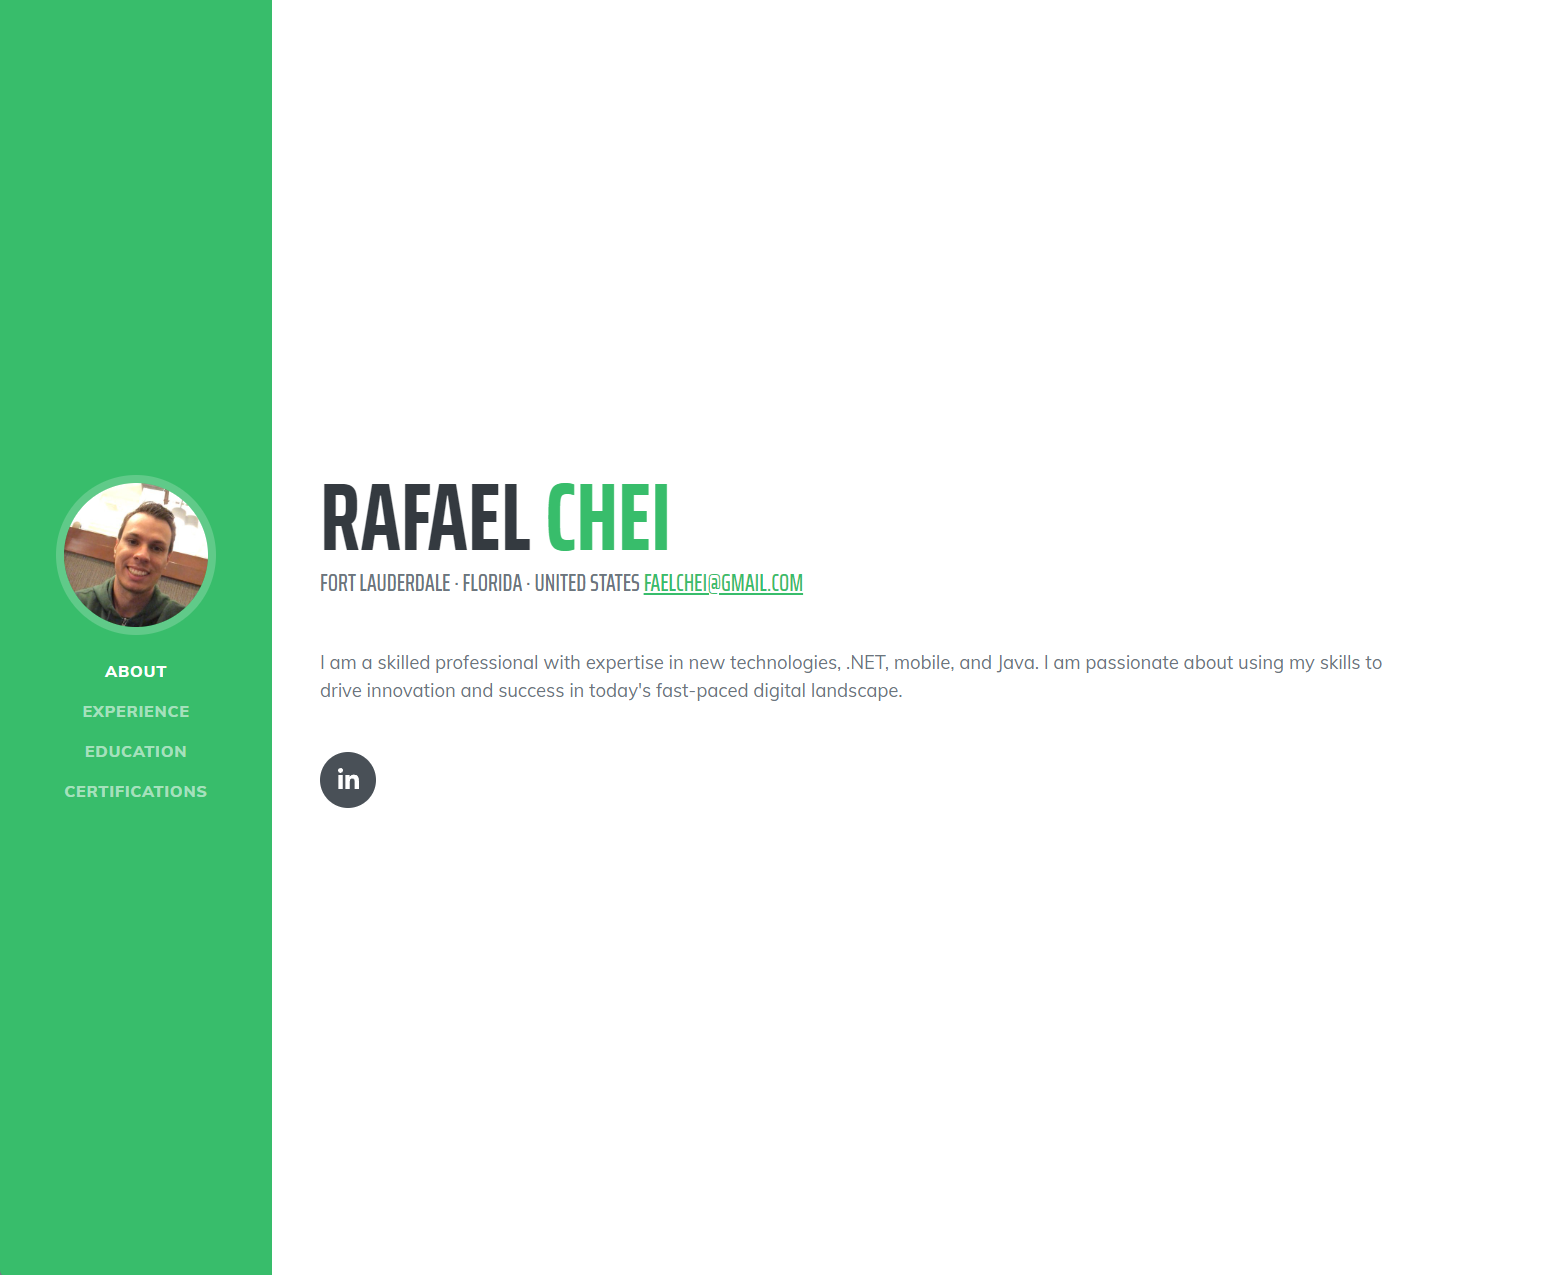 ABOUT
EXPERIENCE
EDUCATION
CERTIFICATIONS
RAFAEL CHEI
FORT LAUDERDALE · FLORIDA · UNITED STATES FAELCHEI@GMAIL.COM
I am a skilled professional with expertise in new technologies, .NET, mobile, and Java. I am passionate about using my skills to
drive innovation and success in today's fast-paced digital landscape.
in